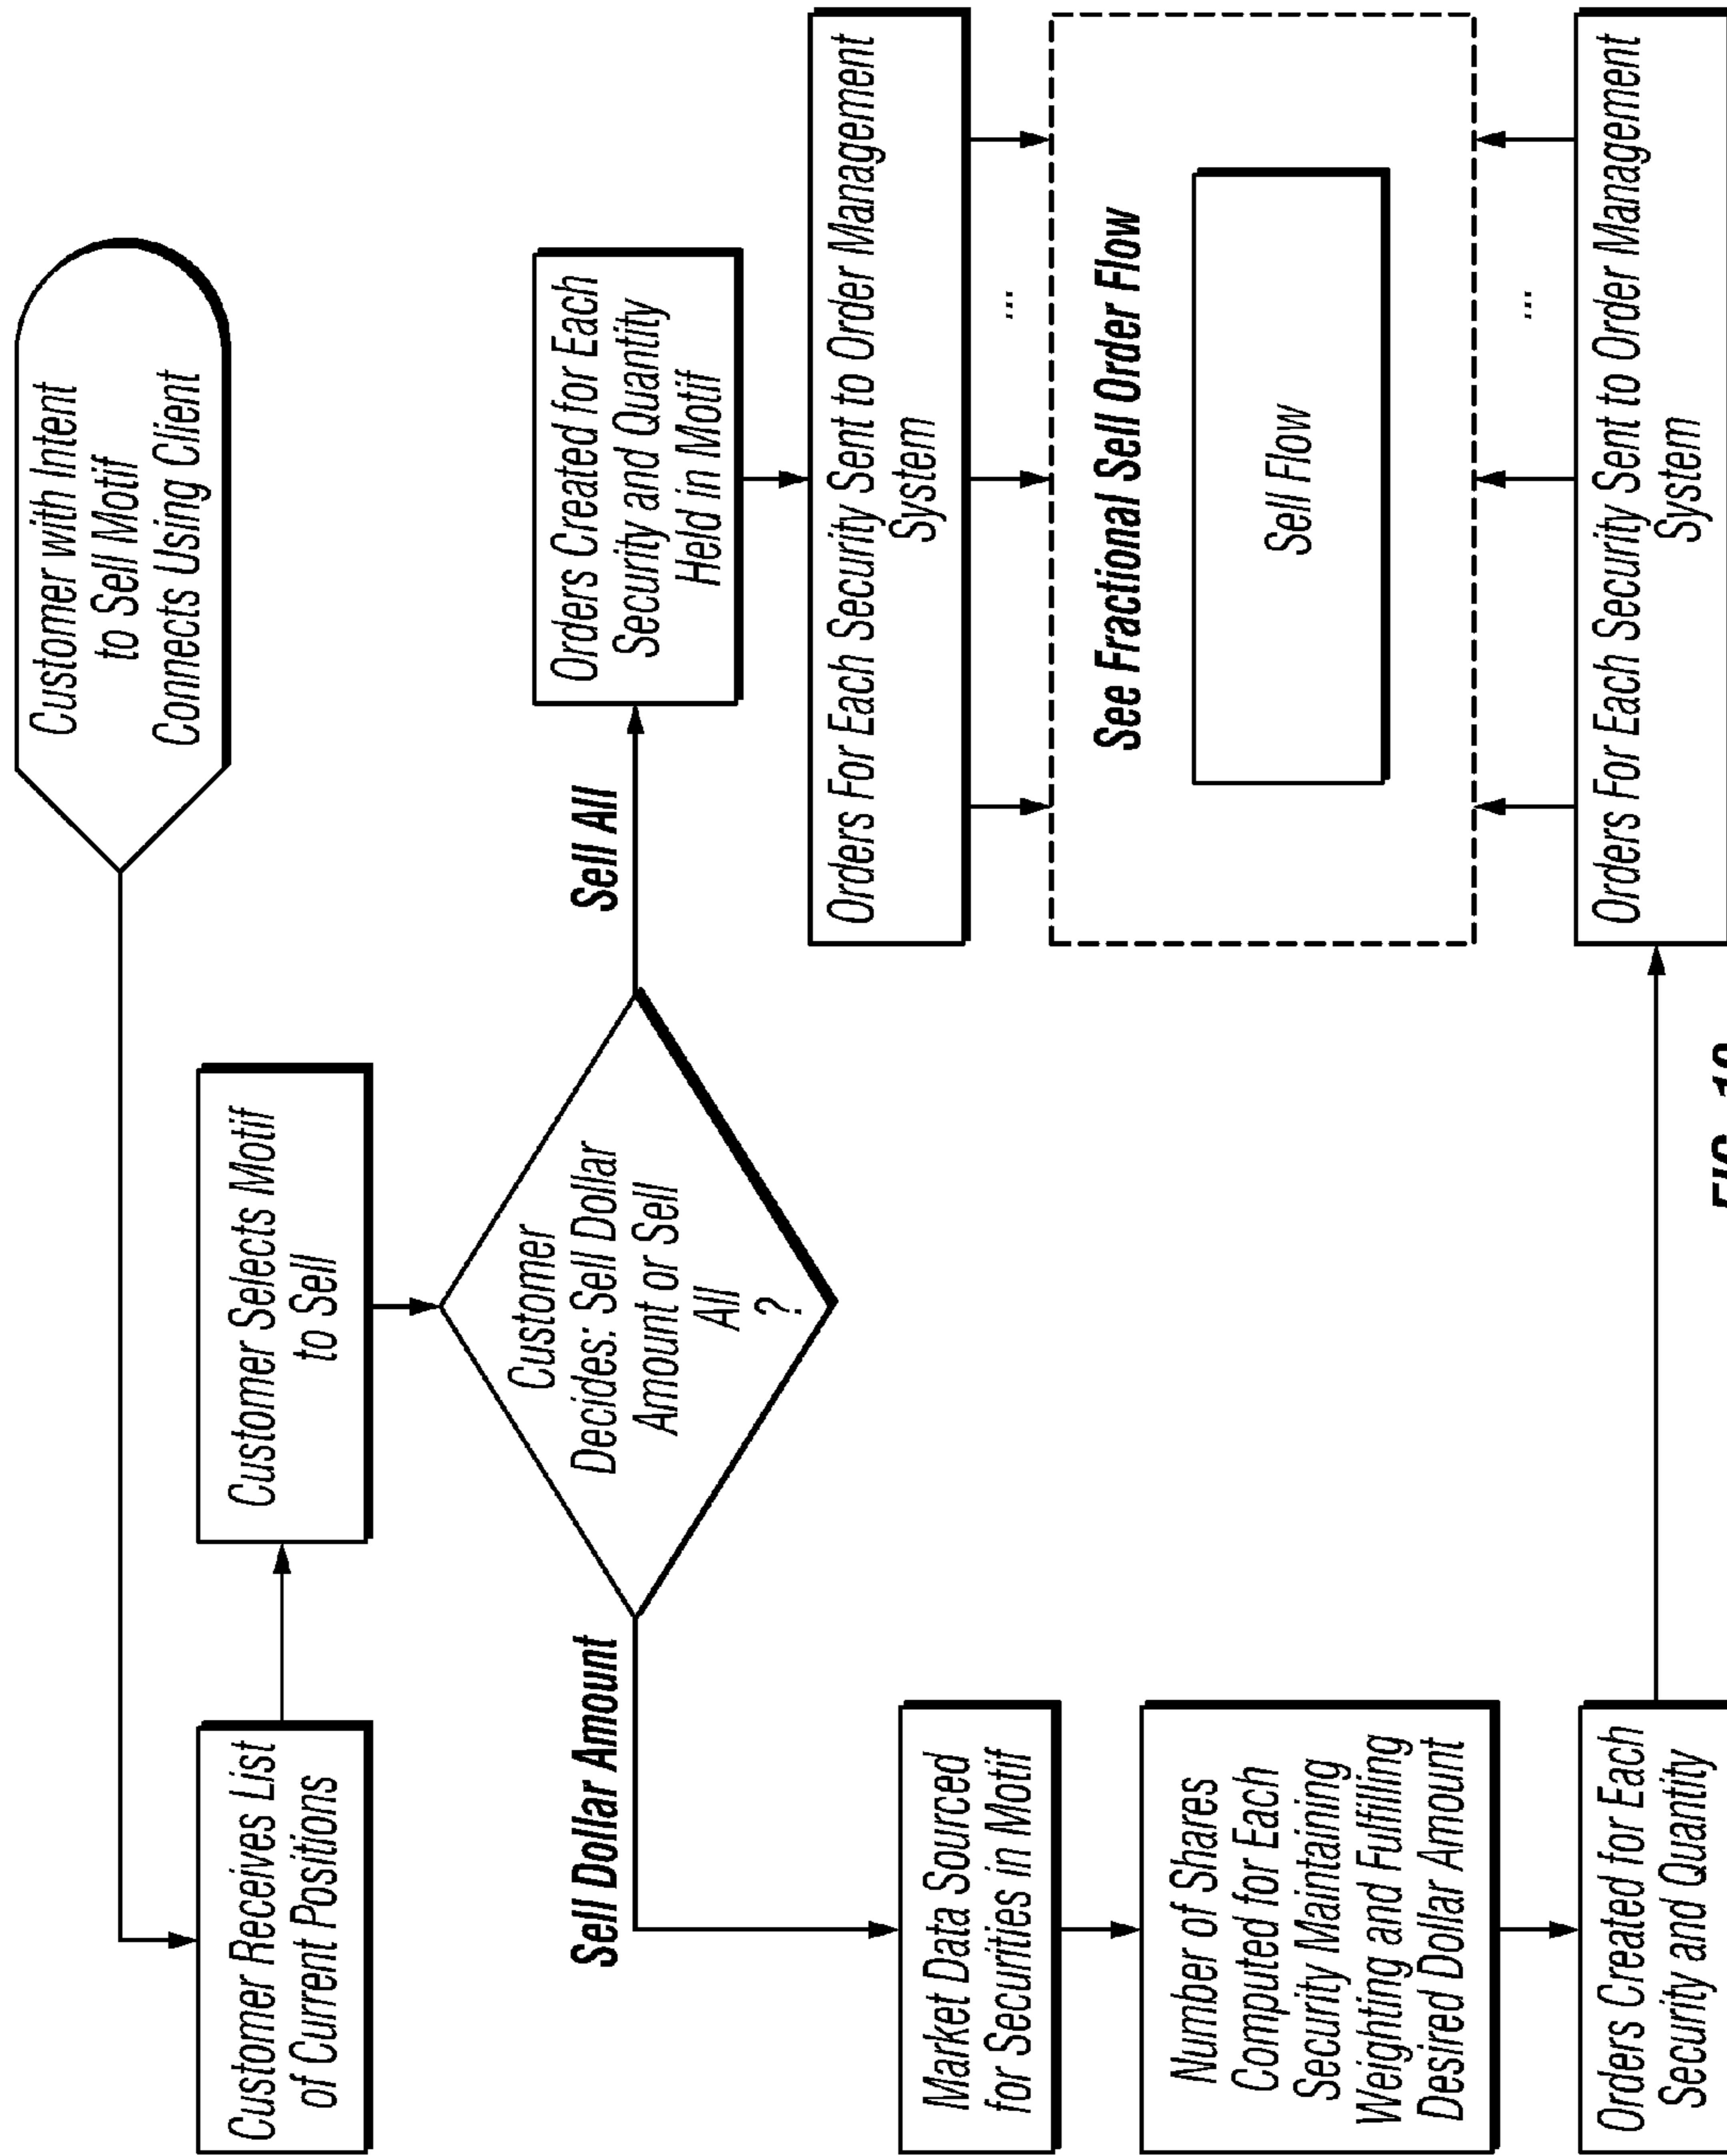 Customer with Intent
to Sell Motif
Connects Using Client
Customer Receives List
of Current Positions
Customer Selects Motif
to Sell
Customer
Decides: Sell Dollar
Amount or Sell
All
?
Sell All
Orders Created for Each
Security and Quantity
Held in Motif
Orders For Each Security Sent to Order Management
System
...
See Fractional Sell Order Flow
Sell Flow
Sell Dollar Amount
Market Data Sourced
for Securities in Motif
Number of Shares
Computed for Each
Security Maintaining
Weighting and Fulfilling
Desired Dollar Amount
Orders Created for Each
Security and Quantity
...
Orders For Each Security Sent to Order Management
System
FIG.